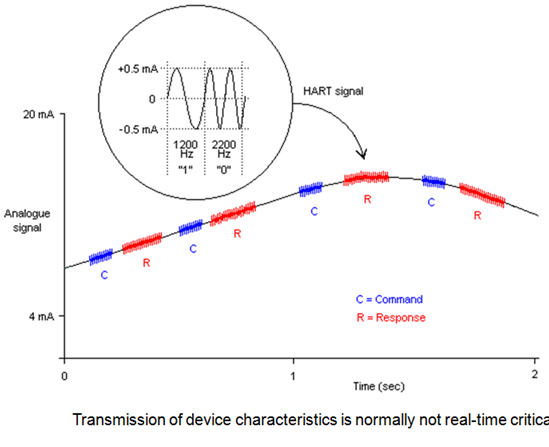 +0.5 mA
0
-0.5 mA
1200 2200
Hz Hz
"1" "0"
HART signal
20 mA
Analogue
signal
4 mA
C
R
C
R
C
R
C
R
C = Command
R = Response
0
1
2
Time (sec)
Transmission of device characteristics is normally not real-time critica